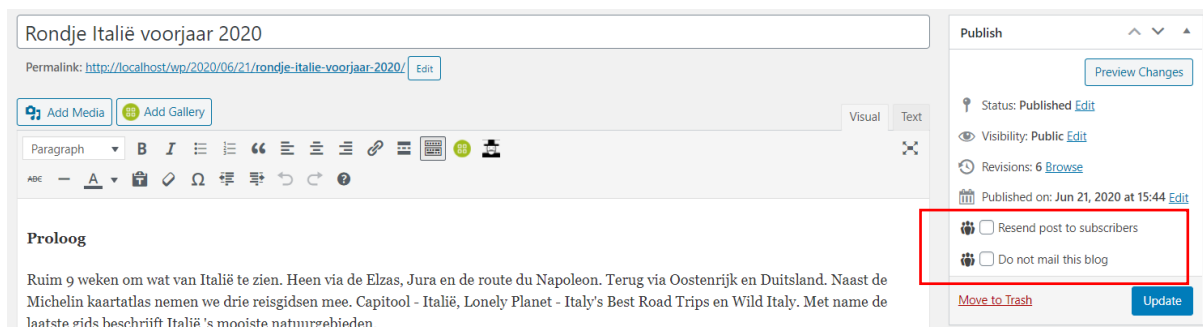 Rondje Italië voorjaar 2020
Permalink: http://localhost/wp/2020/06/21/rondje-italie-voorjaar-2020/ Edit
Add Media Add Gallery
Visual Text
Paragraph B I
ABC A Ω
Proloog
Ruim 9 weken om wat van Italië te zien. Heen via de Elzas, Jura en de route du Napoleon. Terug via Oostenrijk en Duitsland. Naast de
Michelin kaartatlas nemen we drie reisgidsen mee. Capitool - Italië, Lonely Planet - Italy's Best Road Trips en Wild Italy. Met name de
laatste gids beschrijft Italië 's mooiste natuurgebieden
Publish
Preview Changes
Status: Published Edit
Visibility: Public Edit
Revisions: 6 Browse
Published on: Jun 21, 2020 at 15:44 Edit
Resend post to subscribers
Do not mail this blog
Move to Trash
Update